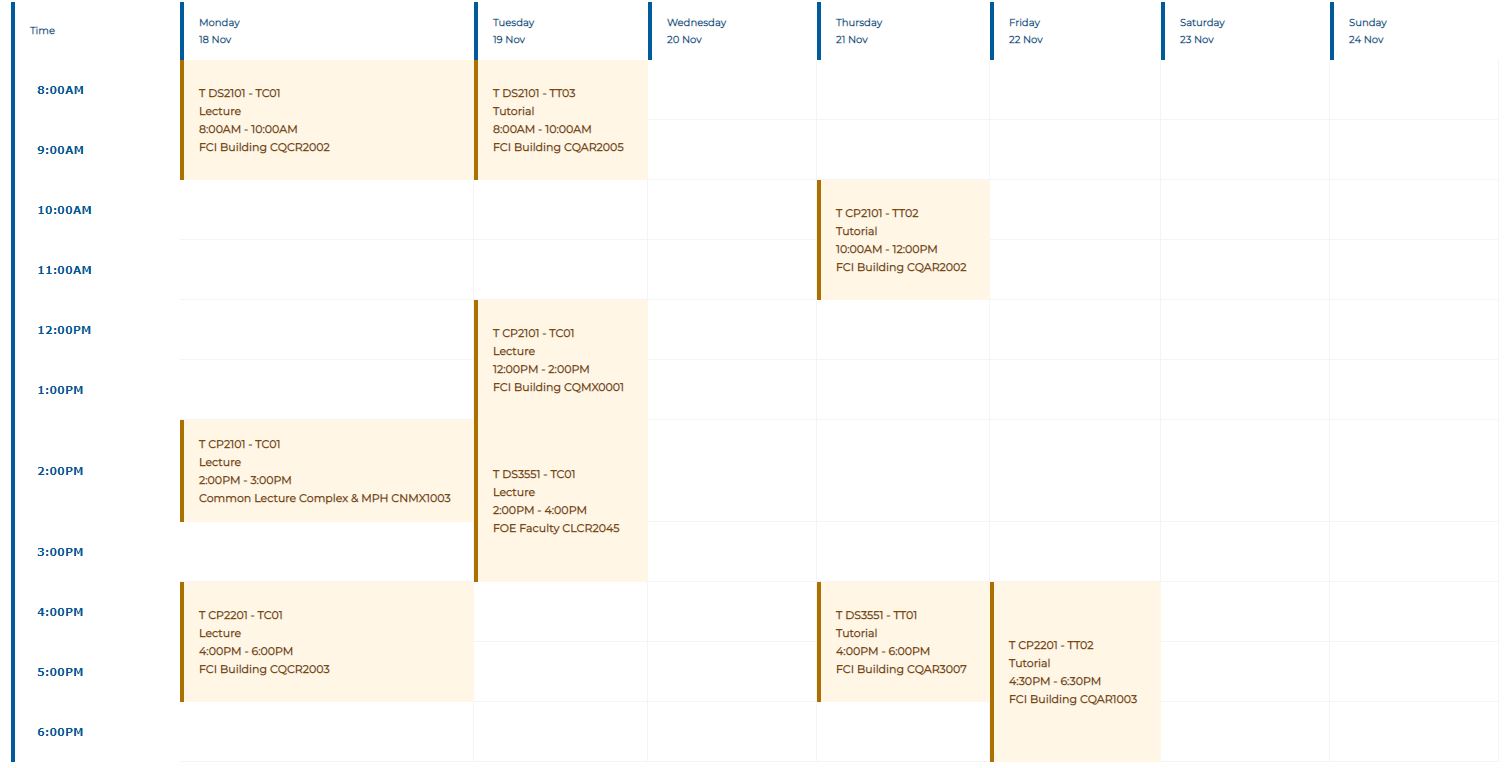 Time
Monday
18 Nov
Tuesday
19 Nov
Wednesday
20 Nov
Thursday
21 Nov
Friday
22 Nov
Saturday
23 Nov
Sunday
24 Nov
8:00AM
T DS2101 - TC01
Lecture
8:00AM - 10:00AM
FCI Building CQCR2002
T DS2101 - TT03
Tutorial
8:00AM - 10:00AM
FCI Building CQAR2005
9:00AM
10:00AM
T CP2101 - TT02
Tutorial
10:00AM - 12:00PM
FCI Building CQAR2002
11:00AM
12:00PM
T CP2101 - TC01
Lecture
12:00PM - 2:00PM
FCI Building CQMX0001
1:00PM
2:00PM
T CP2101 - TC01
Lecture
2:00PM - 3:00PM
Common Lecture Complex & MPH CNMX1003
T DS3551 - TC01
Lecture
2:00PM - 4:00PM
FOE Faculty CLCR2045
3:00PM
4:00PM
T CP2201 - TC01
Lecture
4:00PM - 6:00PM
FCI Building CQCR2003
T DS3551 - TT01
Tutorial
4:00PM - 6:00PM
FCI Building CQAR3007
T CP2201 - TT02
Tutorial
4:30PM - 6:30PM
FCI Building CQAR1003
5:00PM
6:00PM